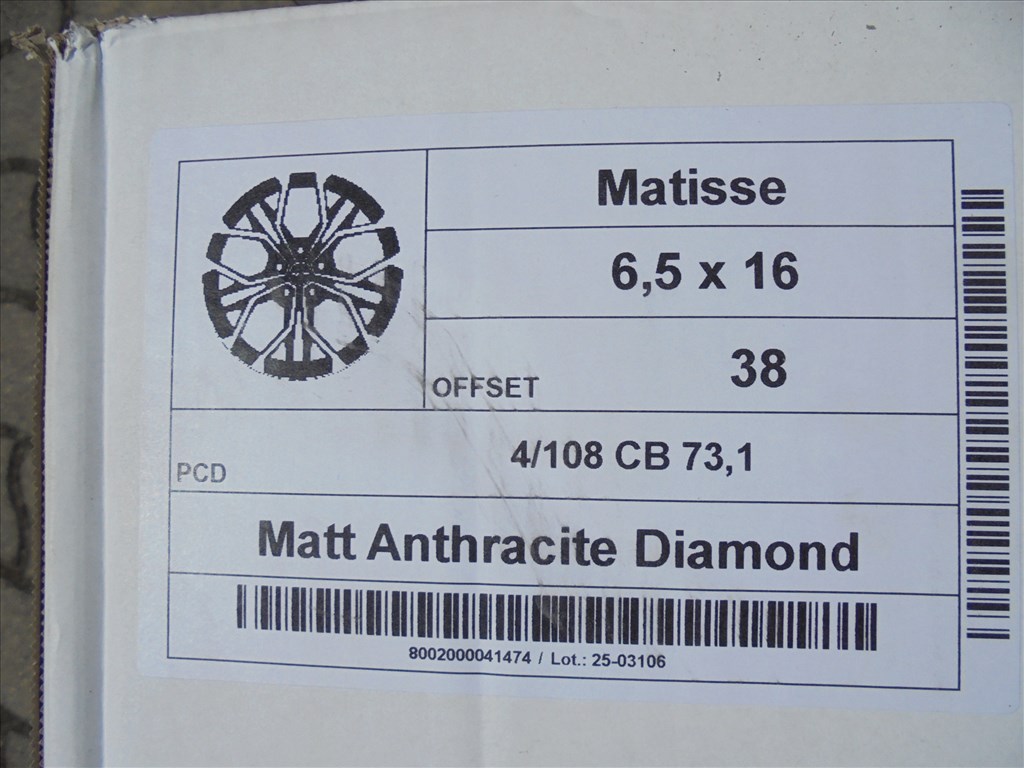 Matisse
6,5 x 16
OFFSET 38
PCD 4/108 CB 73,1
Matt Anthracite Diamond
8002000041474 / Lot.: 25-03106